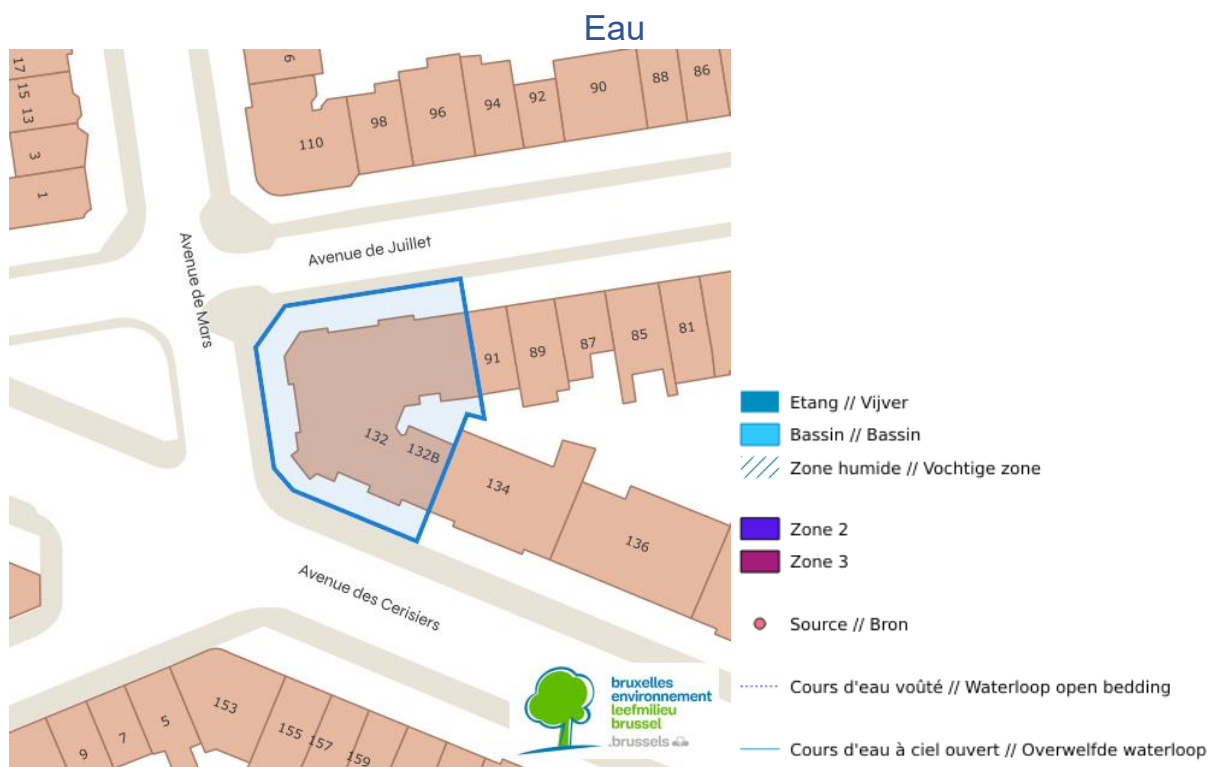 Eau
17
15
13
3
1
6
110
98
96
94
92
90
88
86
Avenue de Juillet
Avenue de Mars
91
89
87
85
81
132
132B
134
136
Avenue des Cerisiers
9
7
5
153
155
157
159
bruxelles
environnement
leefmilieu
brussel
.brussels
Etang // Vijver
Bassin // Bassin
Zone humide // Vochtige zone
Zone 2
Zone 3
Source // Bron
Cours d'eau voûté // Waterloop open bedding
Cours d'eau à ciel ouvert // Overwelfde waterloop